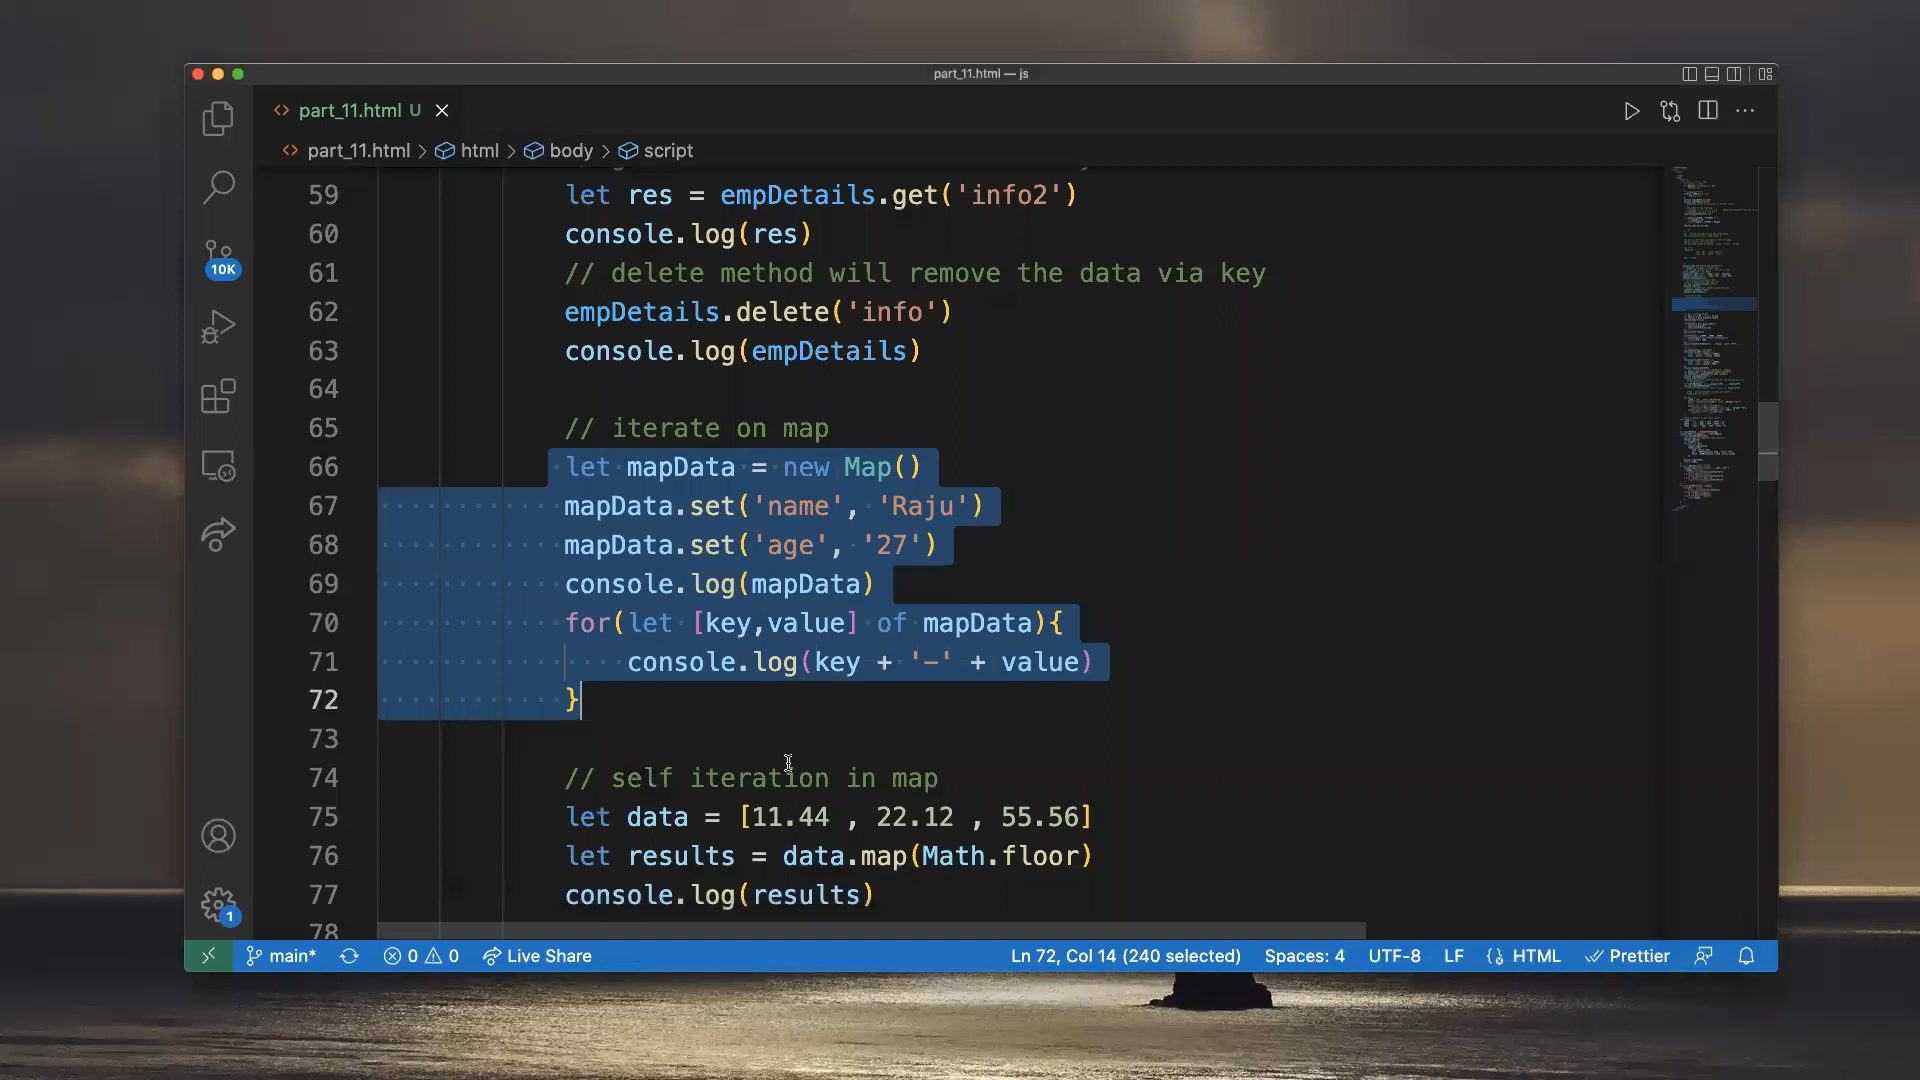 part_11.html — js
part_11.html U
part_11.html > html > body > script
59 let res = empDetails.get('info2')
60 console.log(res)
61 // delete method will remove the data via key
62 empDetails.delete('info')
63 console.log(empDetails)
64
65 // iterate on map
66 let mapData = new Map()
67 mapData.set('name', 'Raju')
68 mapData.set('age', '27')
69 console.log(mapData)
70 for(let [key,value] of mapData){
71 console.log(key + '-' + value)
72 }
73
74 // self iteration in map
75 let data = [11.44 , 22.12 , 55.56]
76 let results = data.map(Math.floor)
77 console.log(results)
78
10K
1
main* 0 0 Live Share Ln 72, Col 14 (240 selected) Spaces: 4 UTF-8 LF HTML Prettier